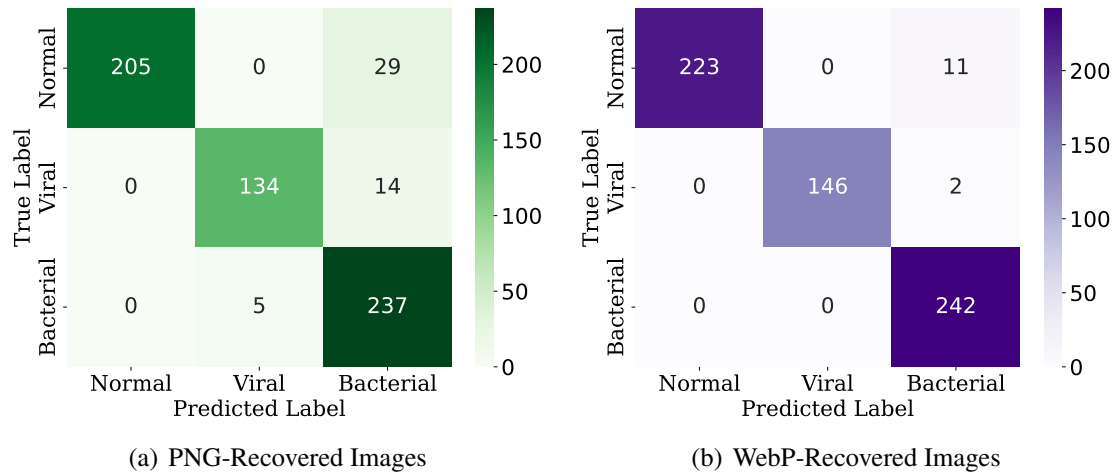 True Label
Normal
205 0 29
Viral
0 134 14
Bacterial
0 5 237
Normal Viral Bacterial
Predicted Label
200
150
100
50
0
(a) PNG-Recovered Images
True Label
Normal
223 0 11
Viral
0 146 2
Bacterial
0 0 242
Normal Viral Bacterial
Predicted Label
200
150
100
50
0
(b) WebP-Recovered Images